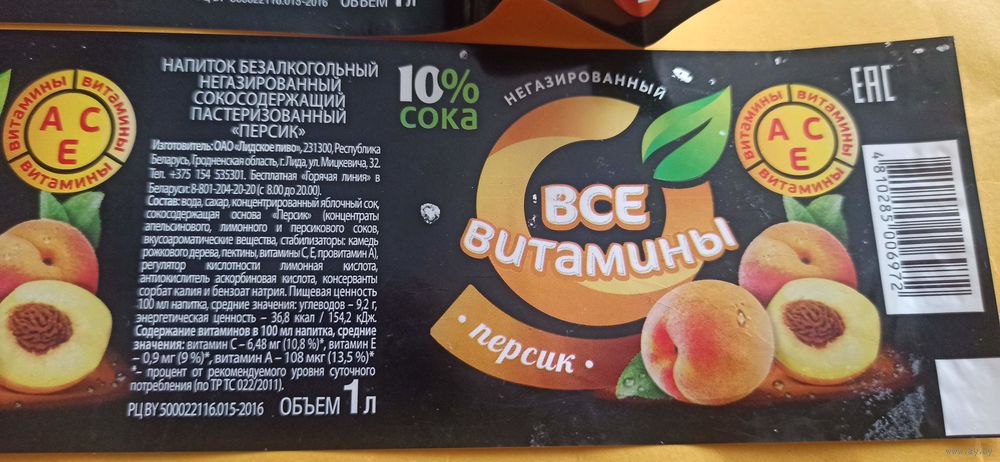 РЦ BY 500022116.015-2016 ОБЪЕМ 1 Л
витамины витамины
А С
Е
витамины
НАПИТОК БЕЗАЛКОГОЛЬНЫЙ
НЕГАЗИРОВАННЫЙ
СОКОСОДЕРЖАЩИЙ
ПАСТЕРИЗОВАННЫЙ
«ПЕРСИК»
Изготовитель: ОАО «Лидское пиво», 231300, Республика
Беларусь, Гродненская область, г. Лида, ул. Мицкевича, 32.
Тел. +375 154 535301. Бесплатная «Горячая линия» в
Беларуси: 8-801-204-20-20 (с 8.00 до 20.00).
Состав: вода, сахар, концентрированный яблочный сок,
сокосодержащая основа «Персик» (концентраты
апельсинового, лимонного и персикового соков,
вкусоароматические вещества, стабилизаторы: камедь
рожкового дерева, пектины, витамины С, Е, провитамин А),
регулятор кислотности лимонная кислота,
антиокислитель аскорбиновая кислота, консерванты
сорбат калия и бензоат натрия. Пищевая ценность
100 мл напитка, средние значения: углеводов – 9,2 г,
энергетическая ценность – 36,8 ккал / 154,2 кДж.
Содержание витаминов в 100 мл напитка, средние
значения: витамин С – 6,48 мг (10,8 %)*, витамин Е
– 0,9 мг (9 %)*, витамин А – 108 мкг (13,5 %)*
*– процент от рекомендуемого уровня суточного
потребления (по ТР ТС 022/2011).
РЦ BY 500022116.015-2016 ОБЪЕМ 1 Л
10%
сока
НЕГАЗИРОВАННЫЙ
ВСЕ
витамины
• персик •
витамины витамины
А С
Е
витамины
ЕАС
4810285006972